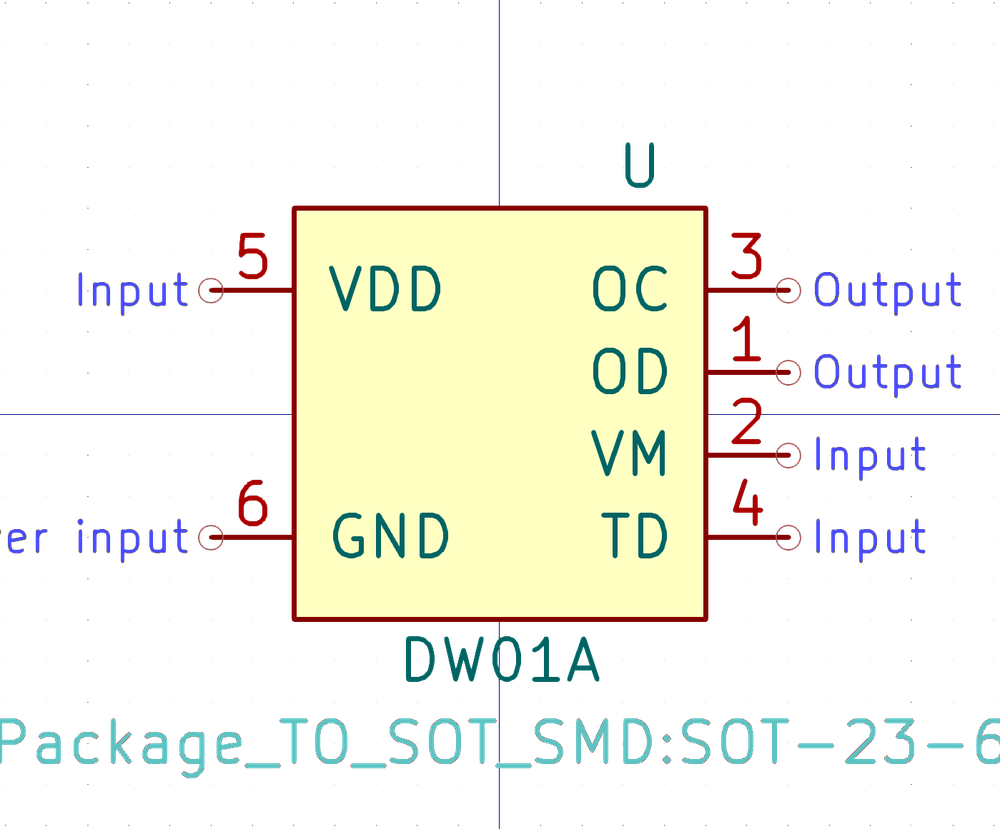 U
5 3
Input VDD OC Output
1
OD Output
2
VM Input
6 4
input GND TD Input
DW01A
Package_TO_SOT_SMD:SOT-23-6